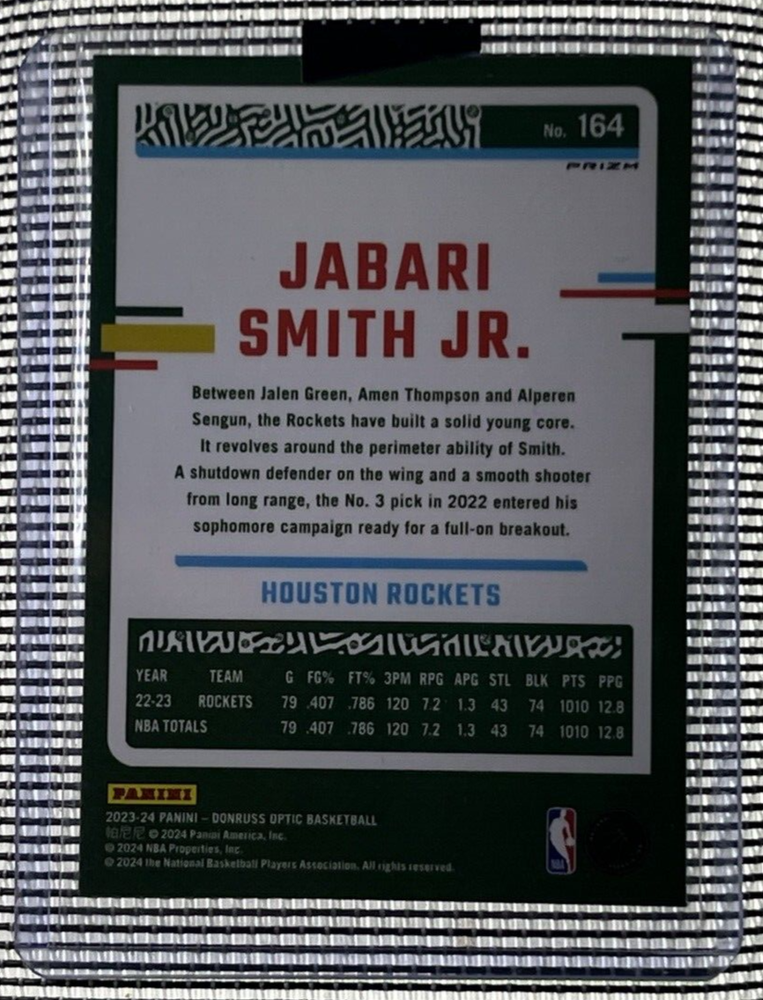 No. 164
PRIZM
JABARI
SMITH JR.
Between Jalen Green, Amen Thompson and Alperen
Sengun, the Rockets have built a solid young core.
It revolves around the perimeter ability of Smith.
A shutdown defender on the wing and a smooth shooter
from long range, the No. 3 pick in 2022 entered his
sophomore campaign ready for a full-on breakout.
HOUSTON ROCKETS
YEAR TEAM G FG% FT% 3PM RPG APG STL BLK PTS PPG
22-23 ROCKETS 79 .407 .786 120 7.2 1.3 43 74 1010 12.8
NBA TOTALS 79 .407 .786 120 7.2 1.3 43 74 1010 12.8
PANINI
2023-24 PANINI – DONRUSS OPTIC BASKETBALL
帕尼尼 © 2024 Panini America, Inc.
© 2024 NBA Properties, Inc.
© 2024 the National Basketball Players Association. All rights reserved.
NBA